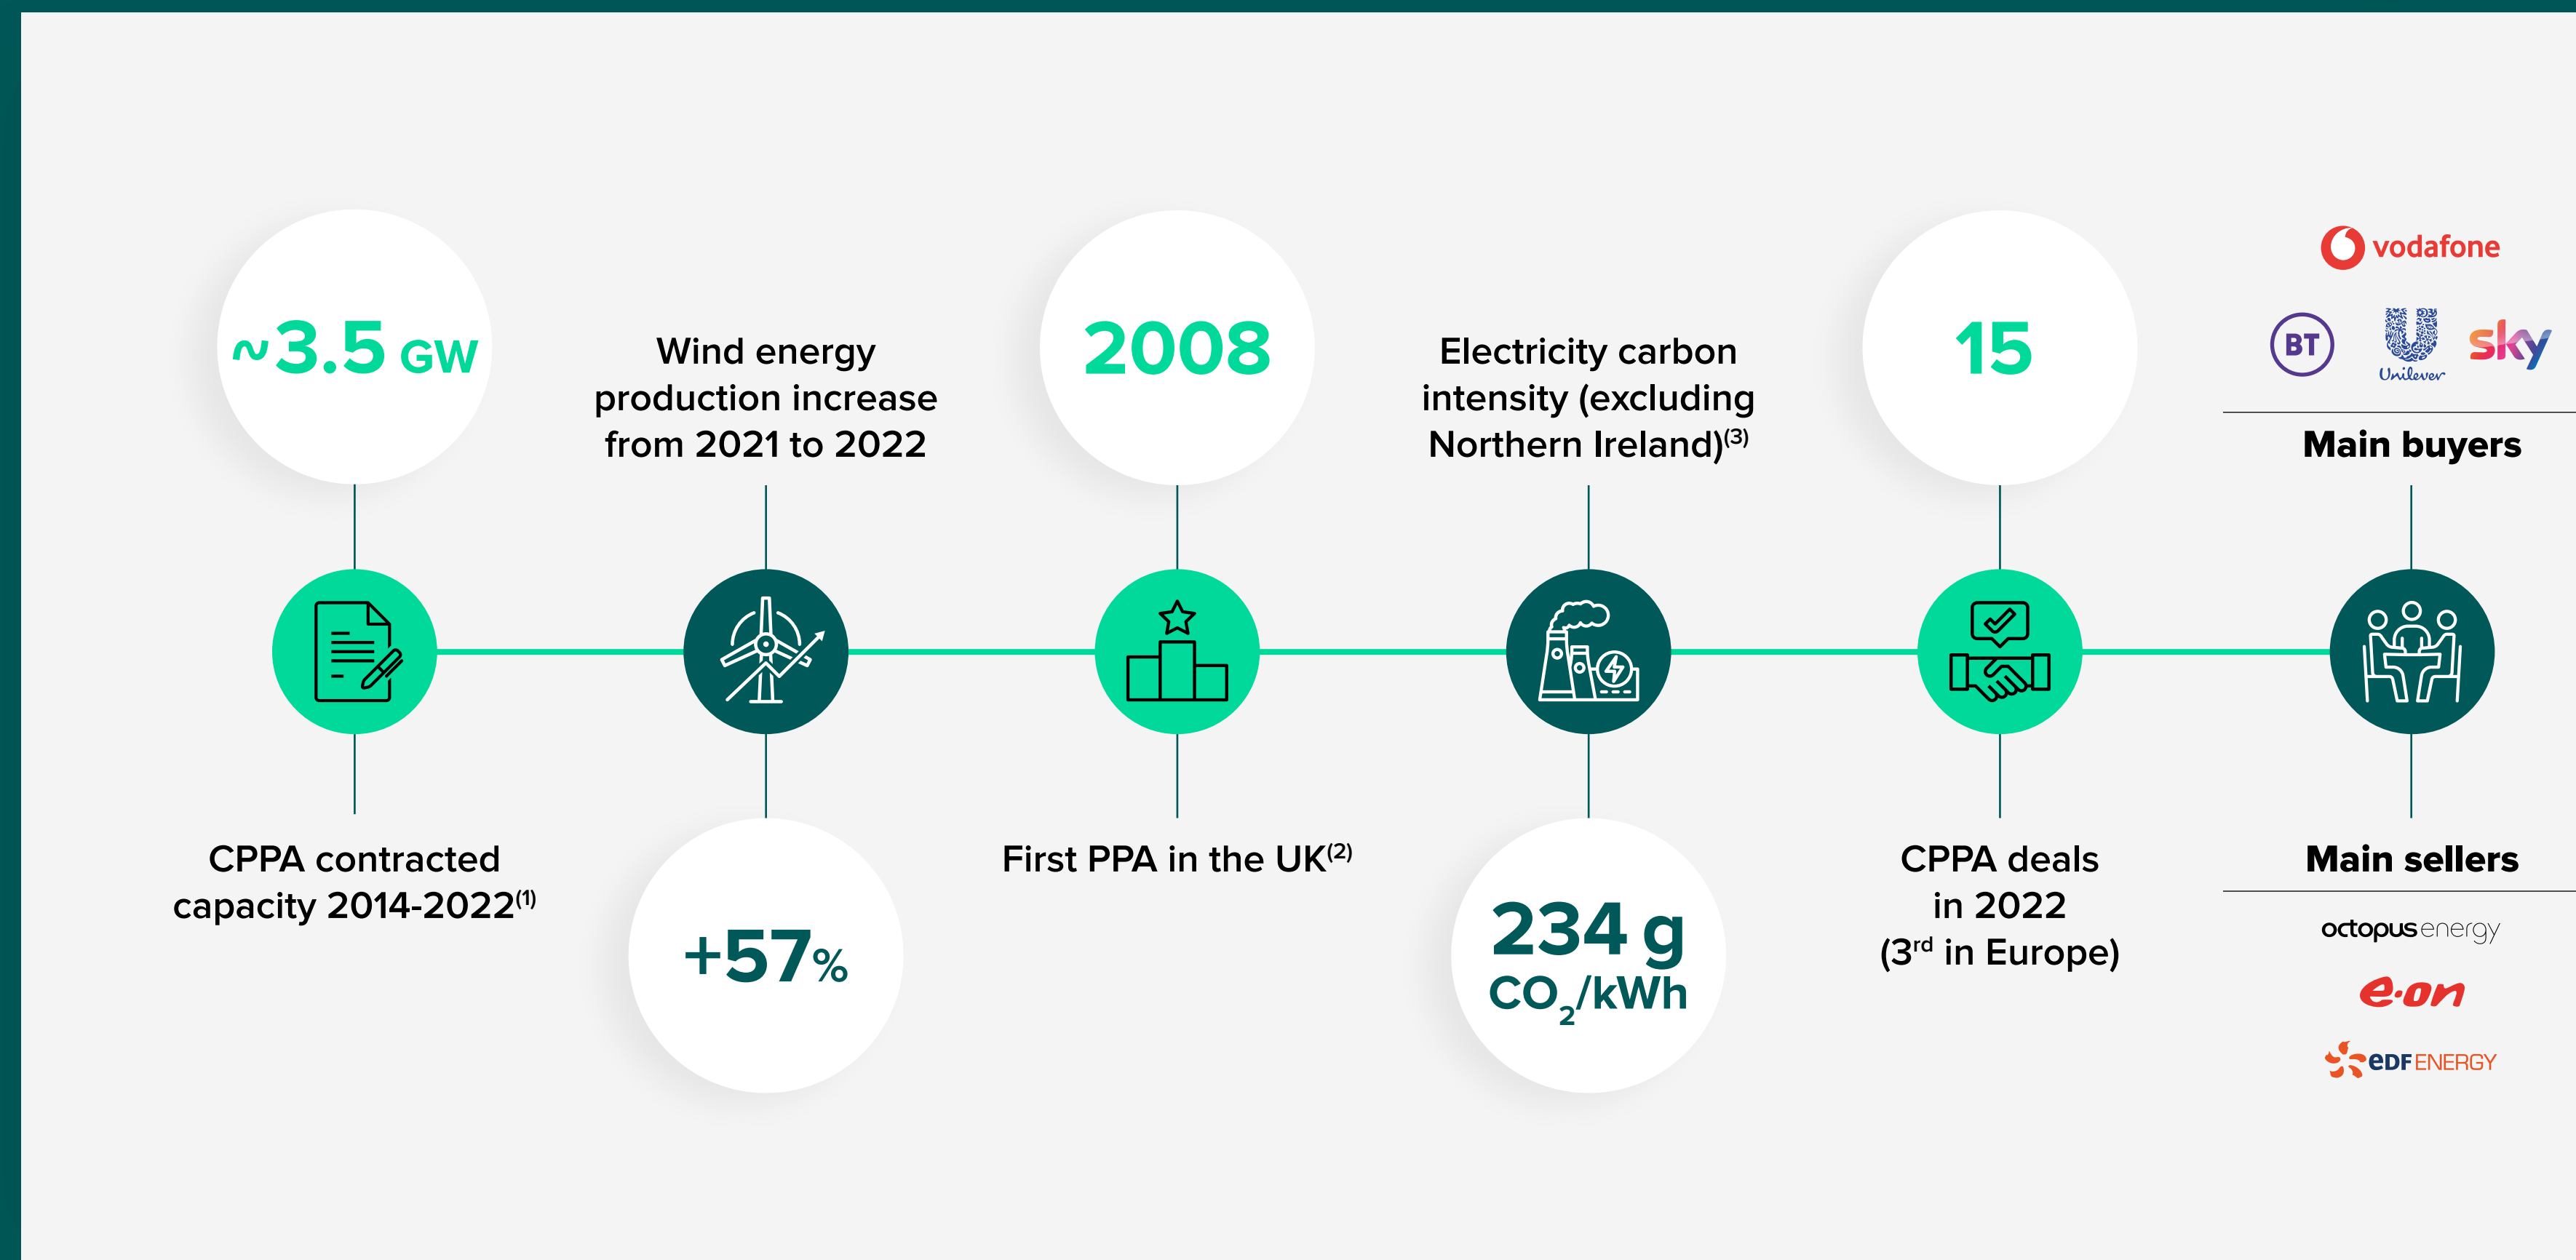 ~3.5 GW
CPPA contracted
capacity 2014-2022(1)
Wind energy
production increase
from 2021 to 2022
+57%
2008
First PPA in the UK(2)
Electricity carbon
intensity (excluding
Northern Ireland)(3)
234 g
CO2/kWh
15
CPPA deals
in 2022
(3rd in Europe)
vodafone
BT
Unilever
sky
Main buyers
Main sellers
octopus energy
e·on
eDF ENERGY